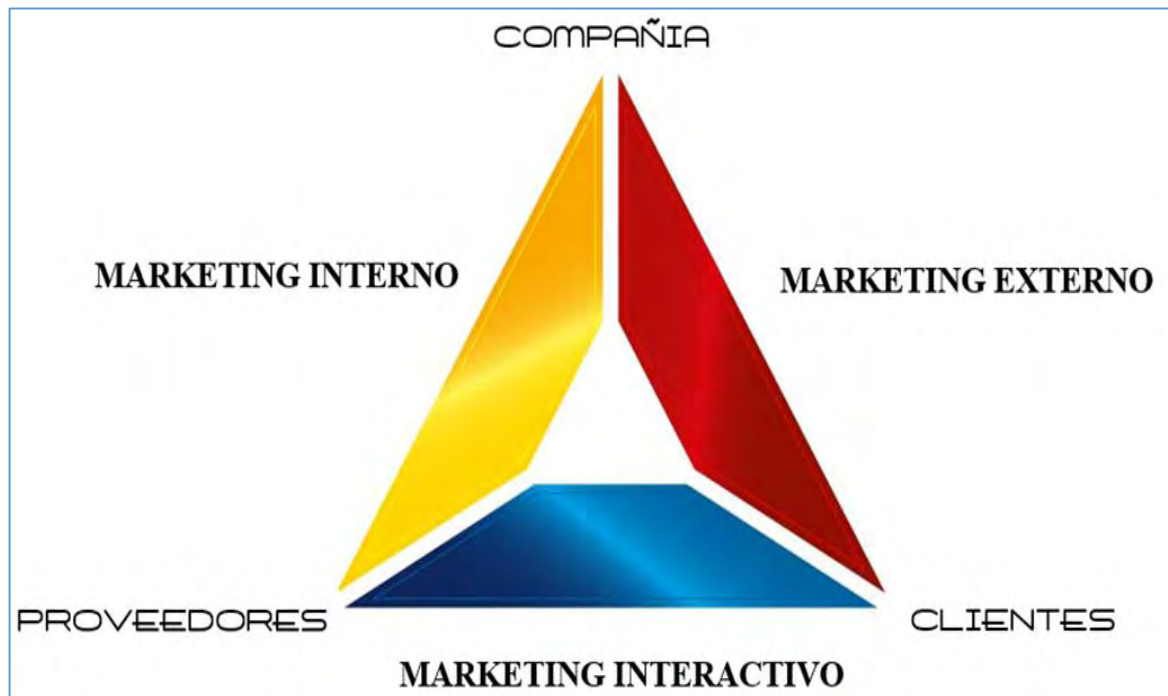 COMPAÑIA
MARKETING INTERNO
MARKETING EXTERNO
PROVEEDORES
CLIENTES
MARKETING INTERACTIVO